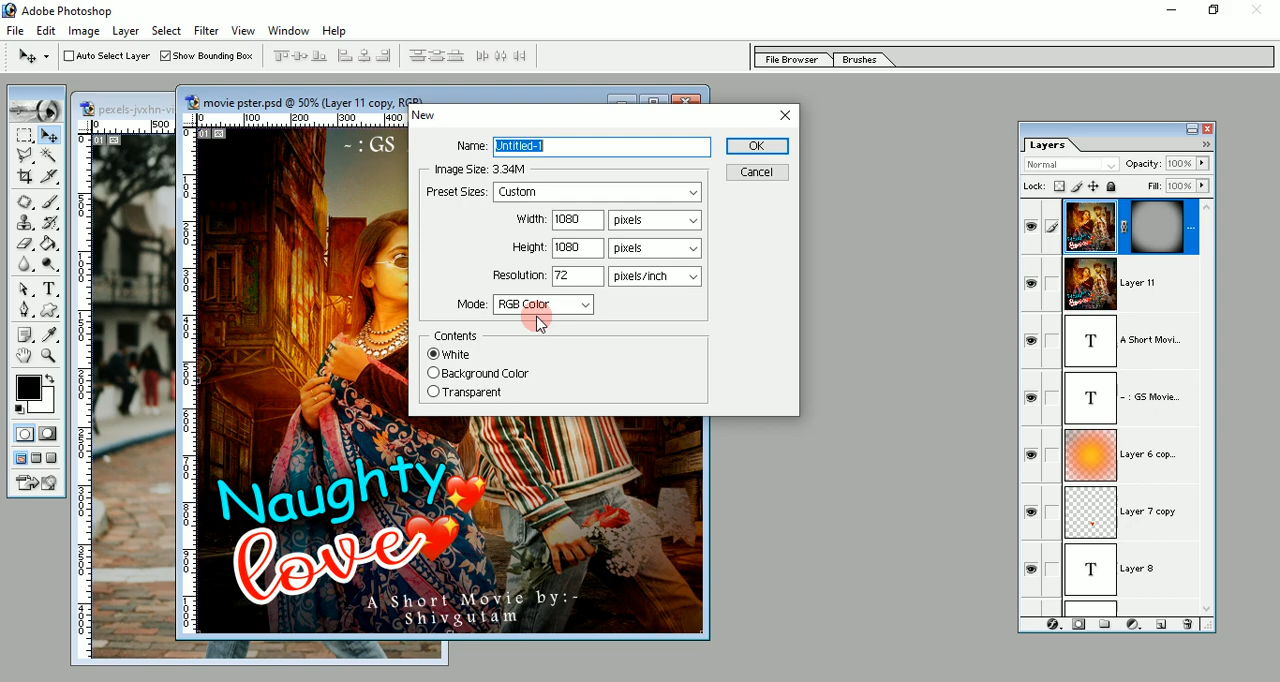 Adobe Photoshop
File Edit Image Layer Select Filter View Window Help
Auto Select Layer Show Bounding Box
File Browser Brushes
pexels-jvxhn-vi
movie pster.psd @ 50% (Layer 11 copy, RGB)
- : GS
Naughty
love
A Short Movie by:-
Shivgutam
New
Name: Untitled-1
OK
Image Size: 3.34M
Cancel
Preset Sizes: Custom
Width: 1080 pixels
Height: 1080 pixels
Resolution: 72 pixels/inch
Mode: RGB Color
Contents
White
Background Color
Transparent
Layers
Normal Opacity: 100%
Lock: Fill: 100%
...
Layer 11
T A Short Movi...
T - : GS Movie...
Layer 6 cop...
Layer 7 copy
T Layer 8